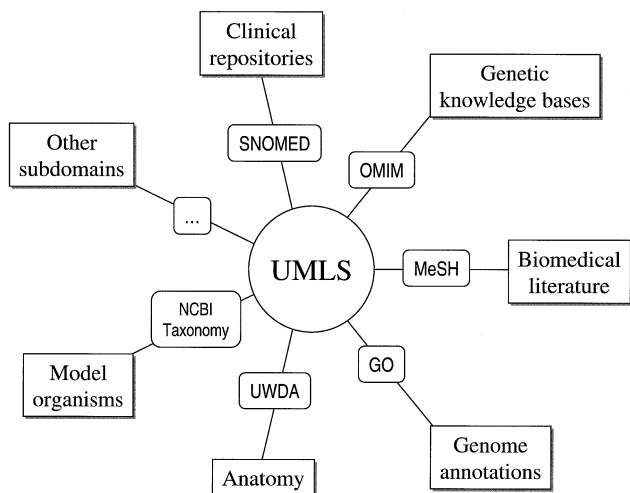 Clinical
repositories
Genetic
knowledge bases
Other
subdomains
SNOMED
OMIM
...
UMLS
MeSH
Biomedical
literature
NCBI
Taxonomy
Model
organisms
UWDA
GO
Anatomy
Genome
annotations